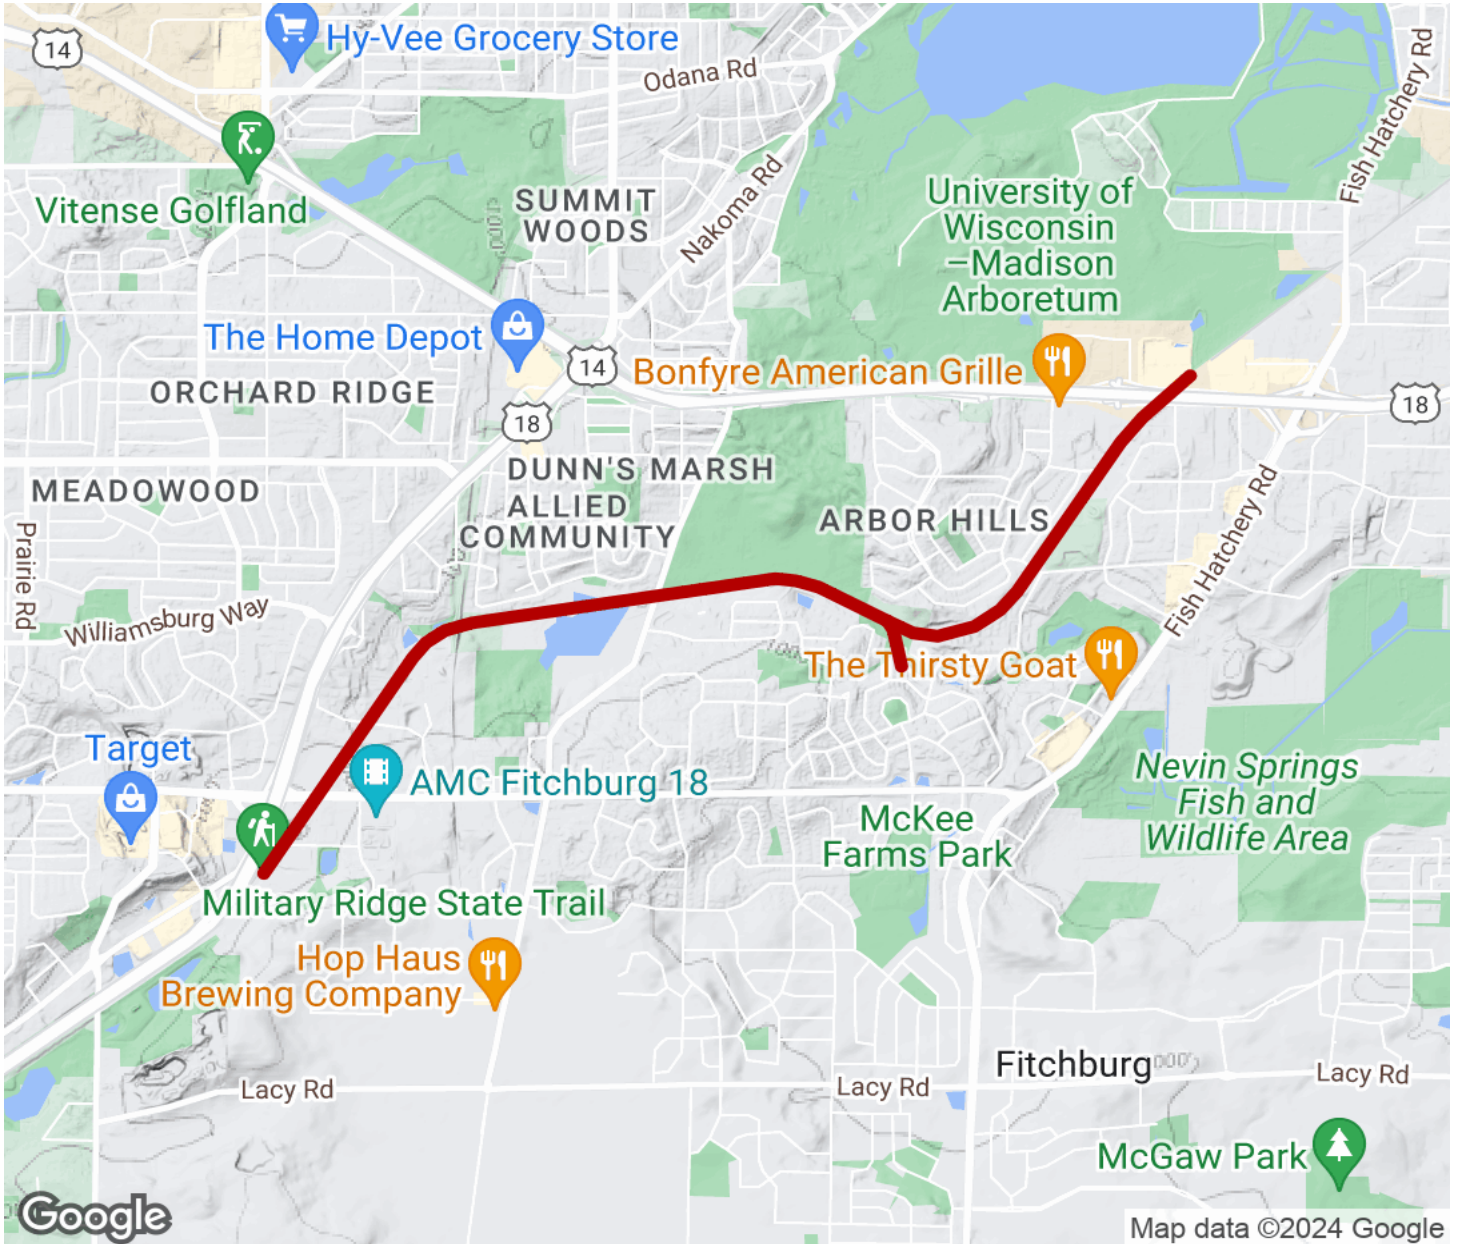 14
Hy-Vee Grocery Store
Odana Rd
Fish Hatchery Rd
Vitense Golfland
SUMMIT
WOODS
Nakoma Rd
University of
Wisconsin
–Madison
Arboretum
The Home Depot
14
Bonfyre American Grille
ORCHARD RIDGE
18
18
MEADOWOOD
DUNN'S MARSH
ALLIED
COMMUNITY
ARBOR HILLS
Prairie Rd
Williamsburg Way
Fish Hatchery Rd
The Thirsty Goat
Target
AMC Fitchburg 18
Nevin Springs
Fish and
Wildlife Area
McKee
Farms Park
Military Ridge State Trail
Hop Haus
Brewing Company
Fitchburg
Lacy Rd
Lacy Rd
Lacy Rd
McGaw Park
Google
Map data ©2024 Google